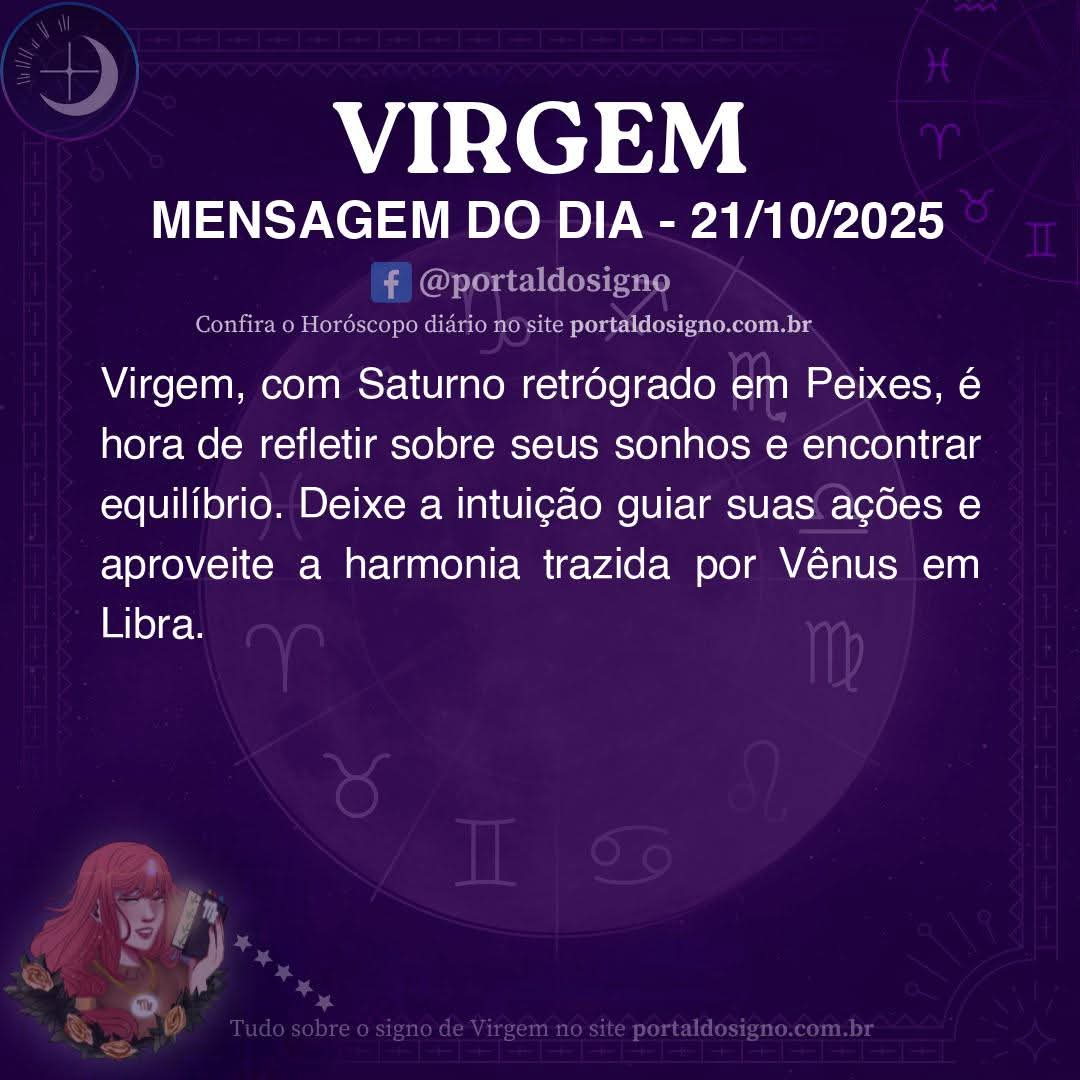 VIRGEM
MENSAGEM DO DIA - 21/10/2025
@portaldosigno
Confira o Horóscopo diário no site portaldosigno.com.br
Virgem, com Saturno retrógrado em Peixes, é
hora de refletir sobre seus sonhos e encontrar
equilíbrio. Deixe a intuição guiar suas ações e
aproveite a harmonia trazida por Vênus em
Libra.
Tudo sobre o signo de Virgem no site portaldosigno.com.br